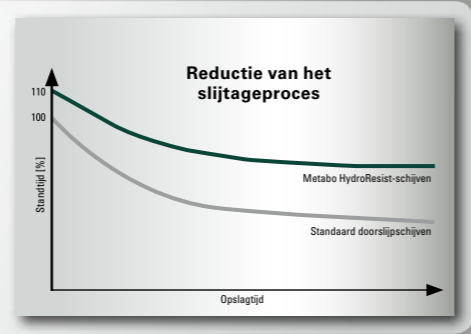 Reductie van het
slijtageproces
110
100
Standtijd [%]
Metabo HydroResist-schijven
Standaard doorslijpschijven
Opslagtijd